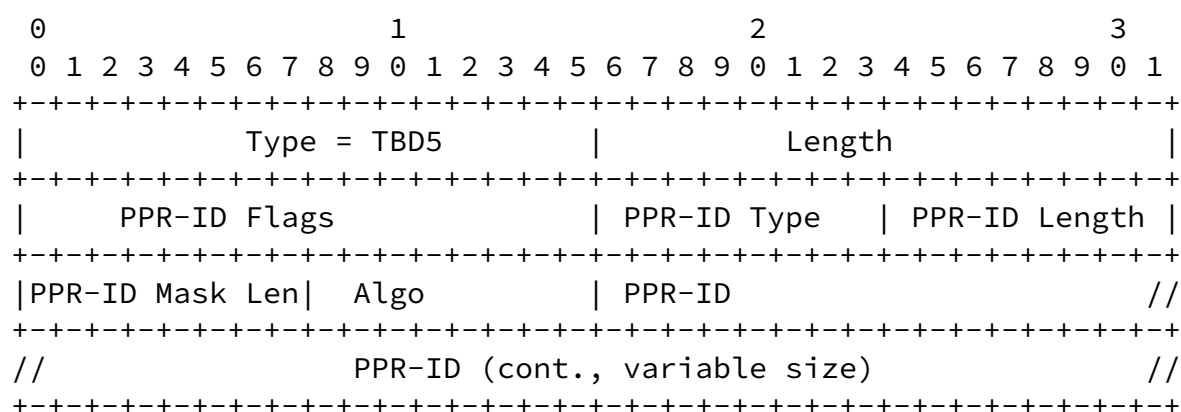 0                   1                   2                   3
 0 1 2 3 4 5 6 7 8 9 0 1 2 3 4 5 6 7 8 9 0 1 2 3 4 5 6 7 8 9 0 1
+-+-+-+-+-+-+-+-+-+-+-+-+-+-+-+-+-+-+-+-+-+-+-+-+-+-+-+-+-+-+-+-+
|            Type = TBD5        |          Length               |
+-+-+-+-+-+-+-+-+-+-+-+-+-+-+-+-+-+-+-+-+-+-+-+-+-+-+-+-+-+-+-+-+
|     PPR-ID Flags              | PPR-ID Type   | PPR-ID Length |
+-+-+-+-+-+-+-+-+-+-+-+-+-+-+-+-+-+-+-+-+-+-+-+-+-+-+-+-+-+-+-+-+
|PPR-ID Mask Len|  Algo         | PPR-ID                       //
+-+-+-+-+-+-+-+-+-+-+-+-+-+-+-+-+-+-+-+-+-+-+-+-+-+-+-+-+-+-+-+-+
//                 PPR-ID (cont., variable size)               //
+-+-+-+-+-+-+-+-+-+-+-+-+-+-+-+-+-+-+-+-+-+-+-+-+-+-+-+-+-+-+-+-+